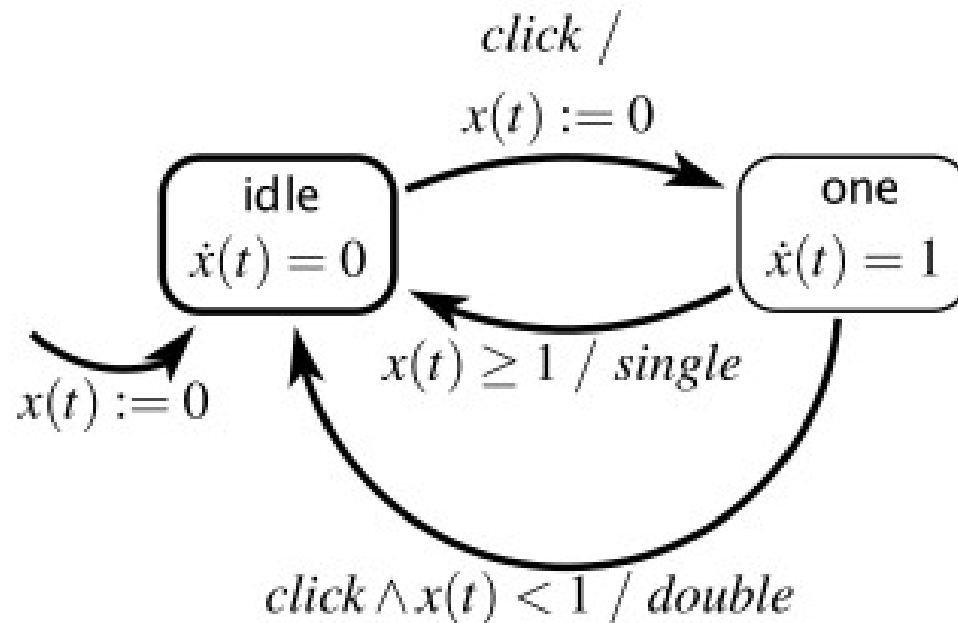 click /
x(t) := 0
idle
ẋ(t) = 0
one
ẋ(t) = 1
x(t) ≥ 1 / single
x(t) := 0
click ∧ x(t) < 1 / double